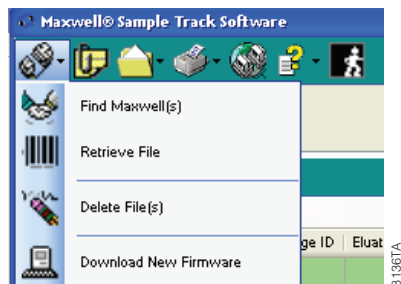 Maxwell® Sample Track Software
Find Maxwell(s)
Retrieve File
Delete File(s)
ge ID Eluat
Download New Firmware
3136TA